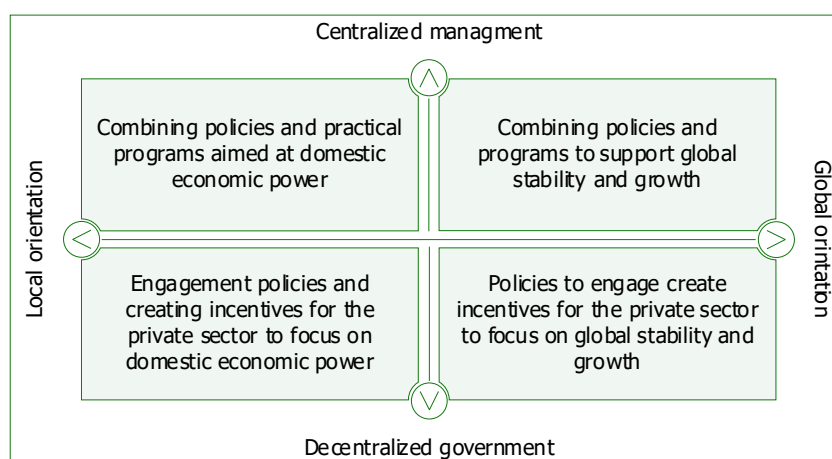 Centralized managment
Combining policies and practical
programs aimed at domestic
economic power
Combining policies and
programs to support global
stability and growth
Local orientation
Global orintation
Engagement policies and
creating incentives for the
private sector to focus on
domestic economic power
Policies to engage create
incentives for the private sector
to focus on global stability and
growth
Decentralized government